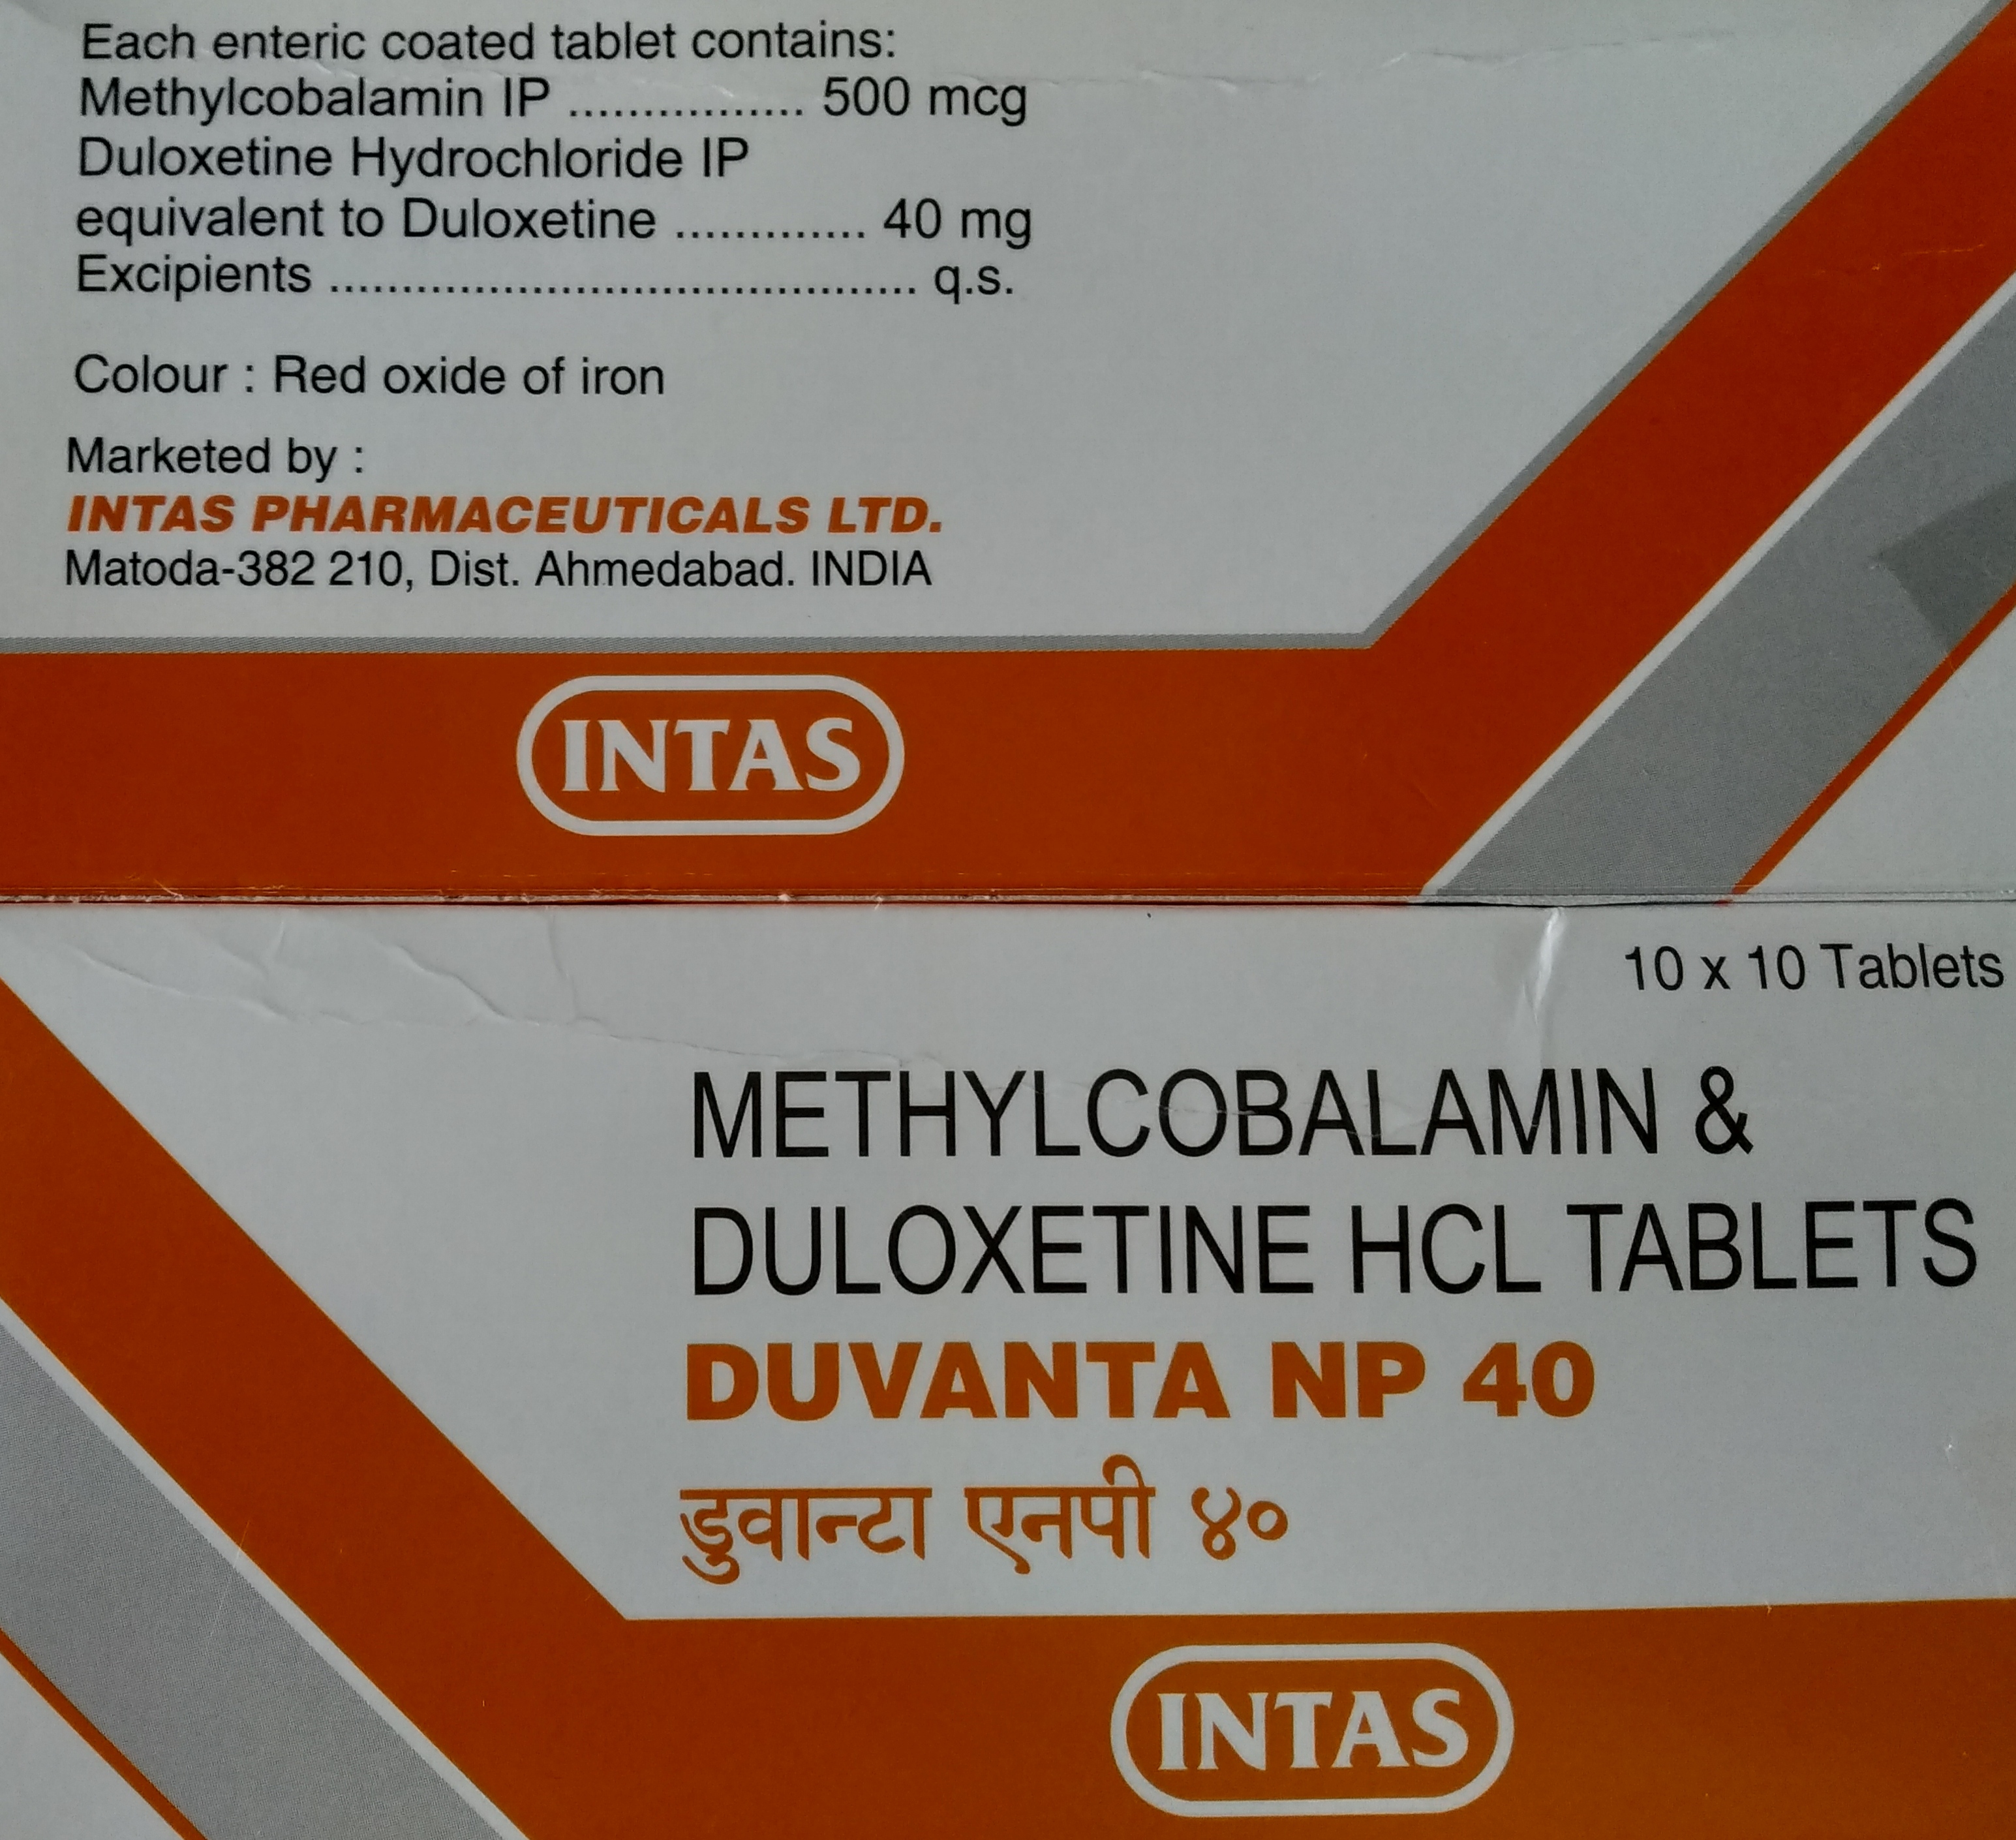 Each enteric coated tablet contains:
Methylcobalamin IP ................ 500 mcg
Duloxetine Hydrochloride IP
equivalent to Duloxetine ............. 40 mg
Excipients ......................................... q.s.
Colour : Red oxide of iron
Marketed by :
INTAS PHARMACEUTICALS LTD.
Matoda-382 210, Dist. Ahmedabad. INDIA
INTAS
10 x 10 Tablets
METHYLCOBALAMIN &
DULOXETINE HCL TABLETS
DUVANTA NP 40
डुवान्टा एनपी ४०
INTAS